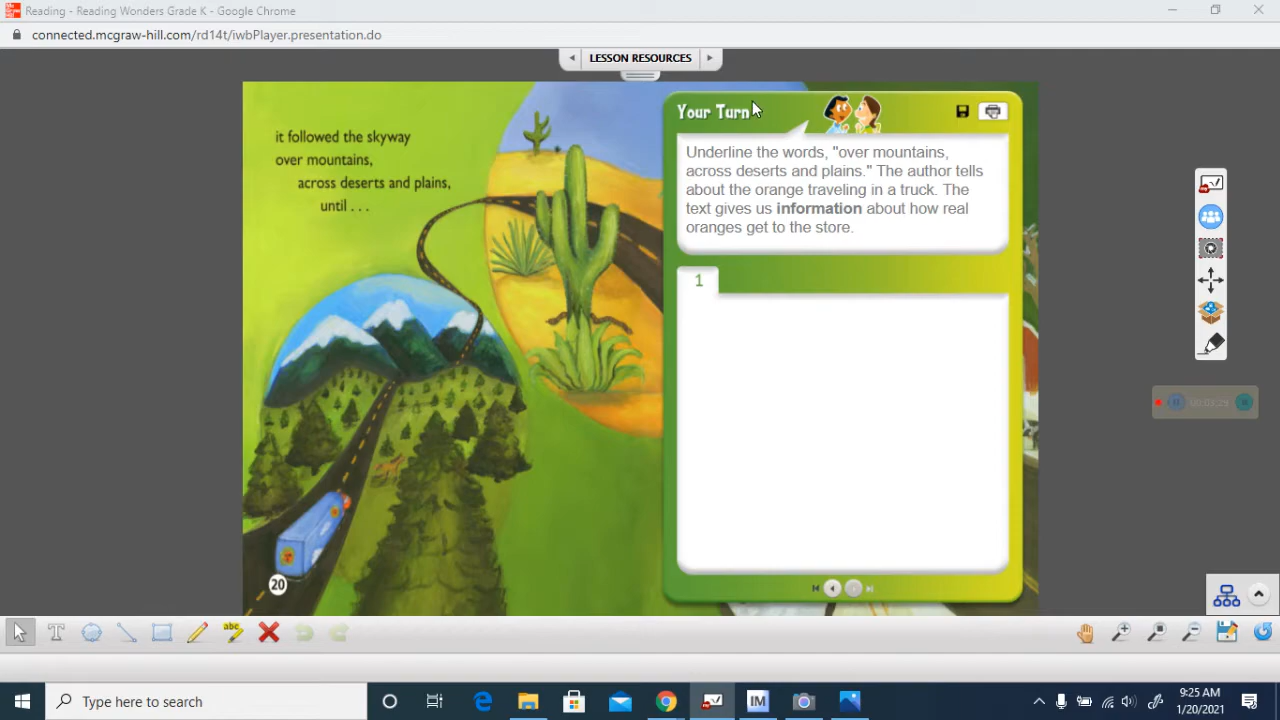 Reading - Reading Wonders Grade K - Google Chrome
connected.mcgraw-hill.com/rd14t/iwbPlayer.presentation.do
LESSON RESOURCES
it followed the skyway
over mountains,
across deserts and plains,
until . . .
20
Your Turn
Underline the words, "over mountains,
across deserts and plains." The author tells
about the orange traveling in a truck. The
text gives us information about how real
oranges get to the store.
1
T
abc
Type here to search
IM
9:25 AM
1/20/2021